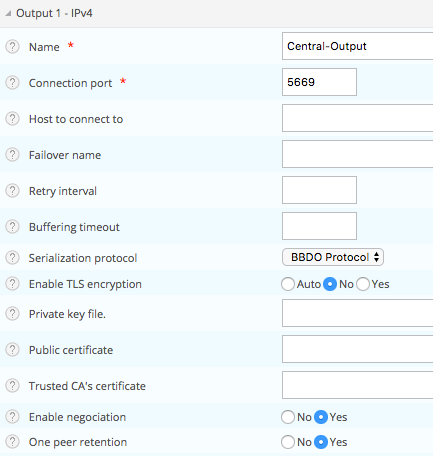 Output 1 - IPv4
? Name * Central-Output
? Connection port * 5669
? Host to connect to
? Failover name
? Retry interval
? Buffering timeout
? Serialization protocol BBDO Protocol
? Enable TLS encryption Auto No Yes
? Private key file.
? Public certificate
? Trusted CA's certificate
? Enable negociation No Yes
? One peer retention No Yes